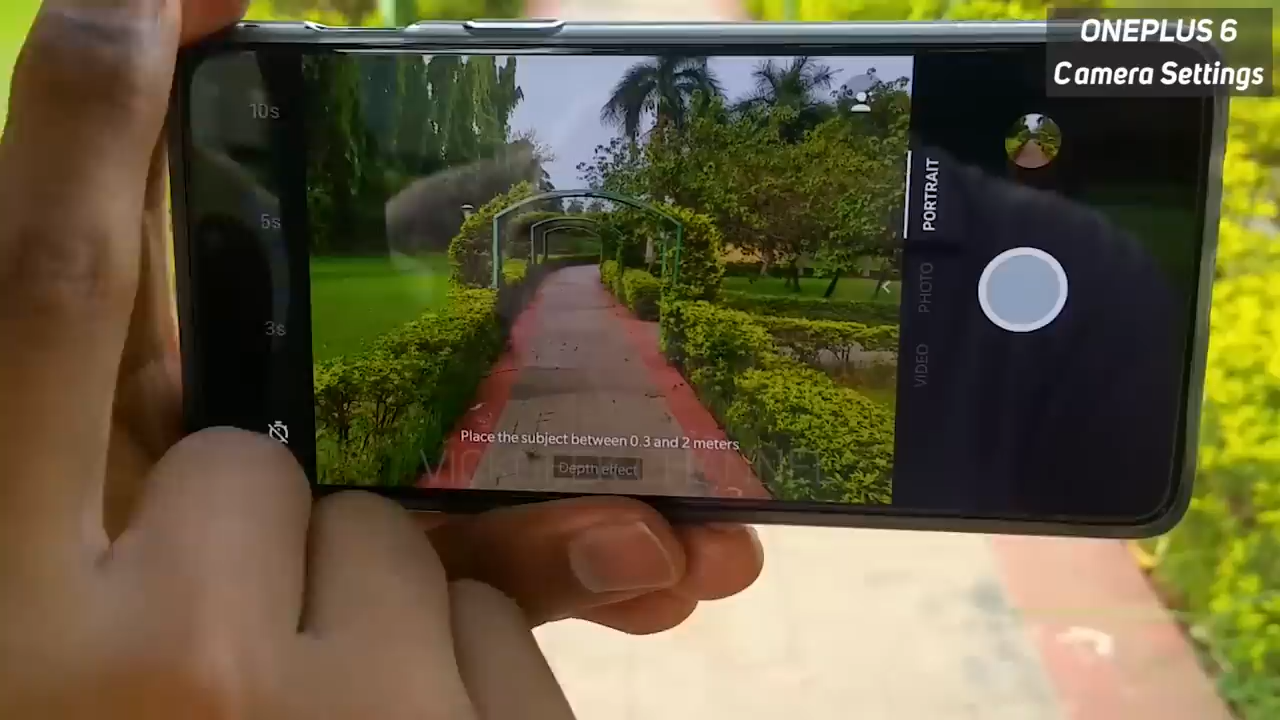 ONEPLUS 6
Camera Settings
10s
5s
3s
PORTRAIT
PHOTO
VIDEO
Place the subject between 0.3 and 2 meters
Depth effect